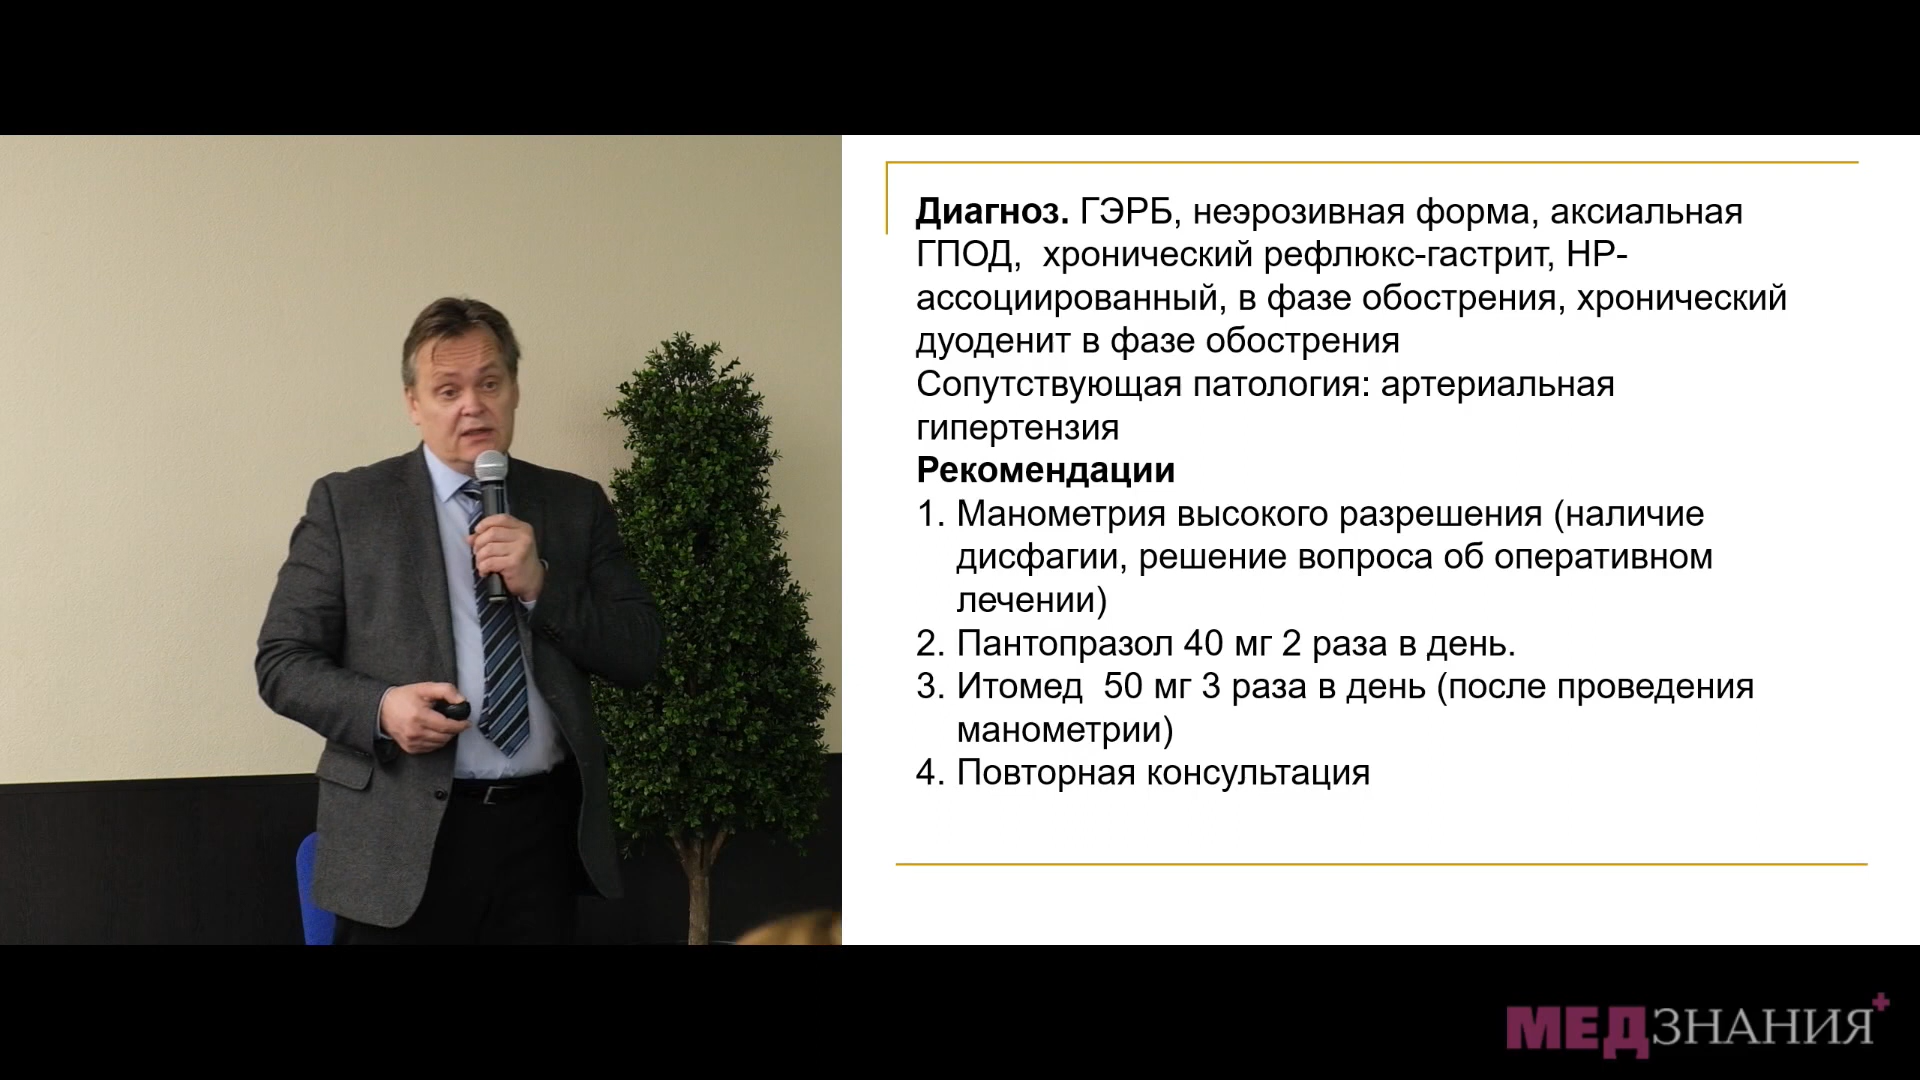 Диагноз. ГЭРБ, неэрозивная форма, аксиальная
ГПОД, хронический рефлюкс-гастрит, НР-
ассоциированный, в фазе обострения, хронический
дуоденит в фазе обострения
Сопутствующая патология: артериальная
гипертензия
Рекомендации
1. Манометрия высокого разрешения (наличие
дисфагии, решение вопроса об оперативном
лечении)
2. Пантопразол 40 мг 2 раза в день.
3. Итомед 50 мг 3 раза в день (после проведения
манометрии)
4. Повторная консультация
МЕДЗНАНИЯ+